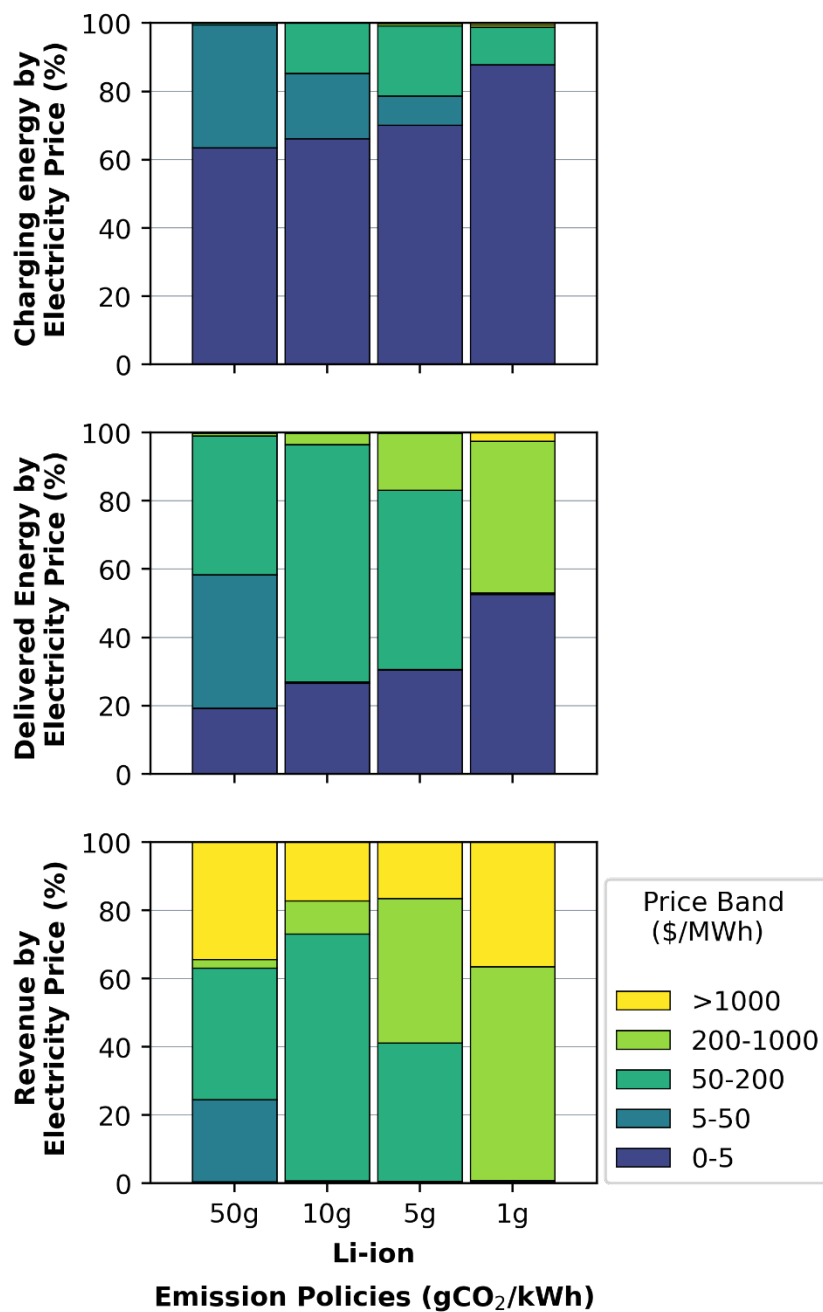 Charging energy by
Electricity Price (%)
100
80
60
40
20
0
Delivered Energy by
Electricity Price (%)
100
80
60
40
20
0
Revenue by
Electricity Price (%)
100
80
60
40
20
0
50g 10g 5g 1g
Li-ion
Emission Policies (gCO₂/kWh)
Price Band
($/MWh)
>1000
200-1000
50-200
5-50
0-5